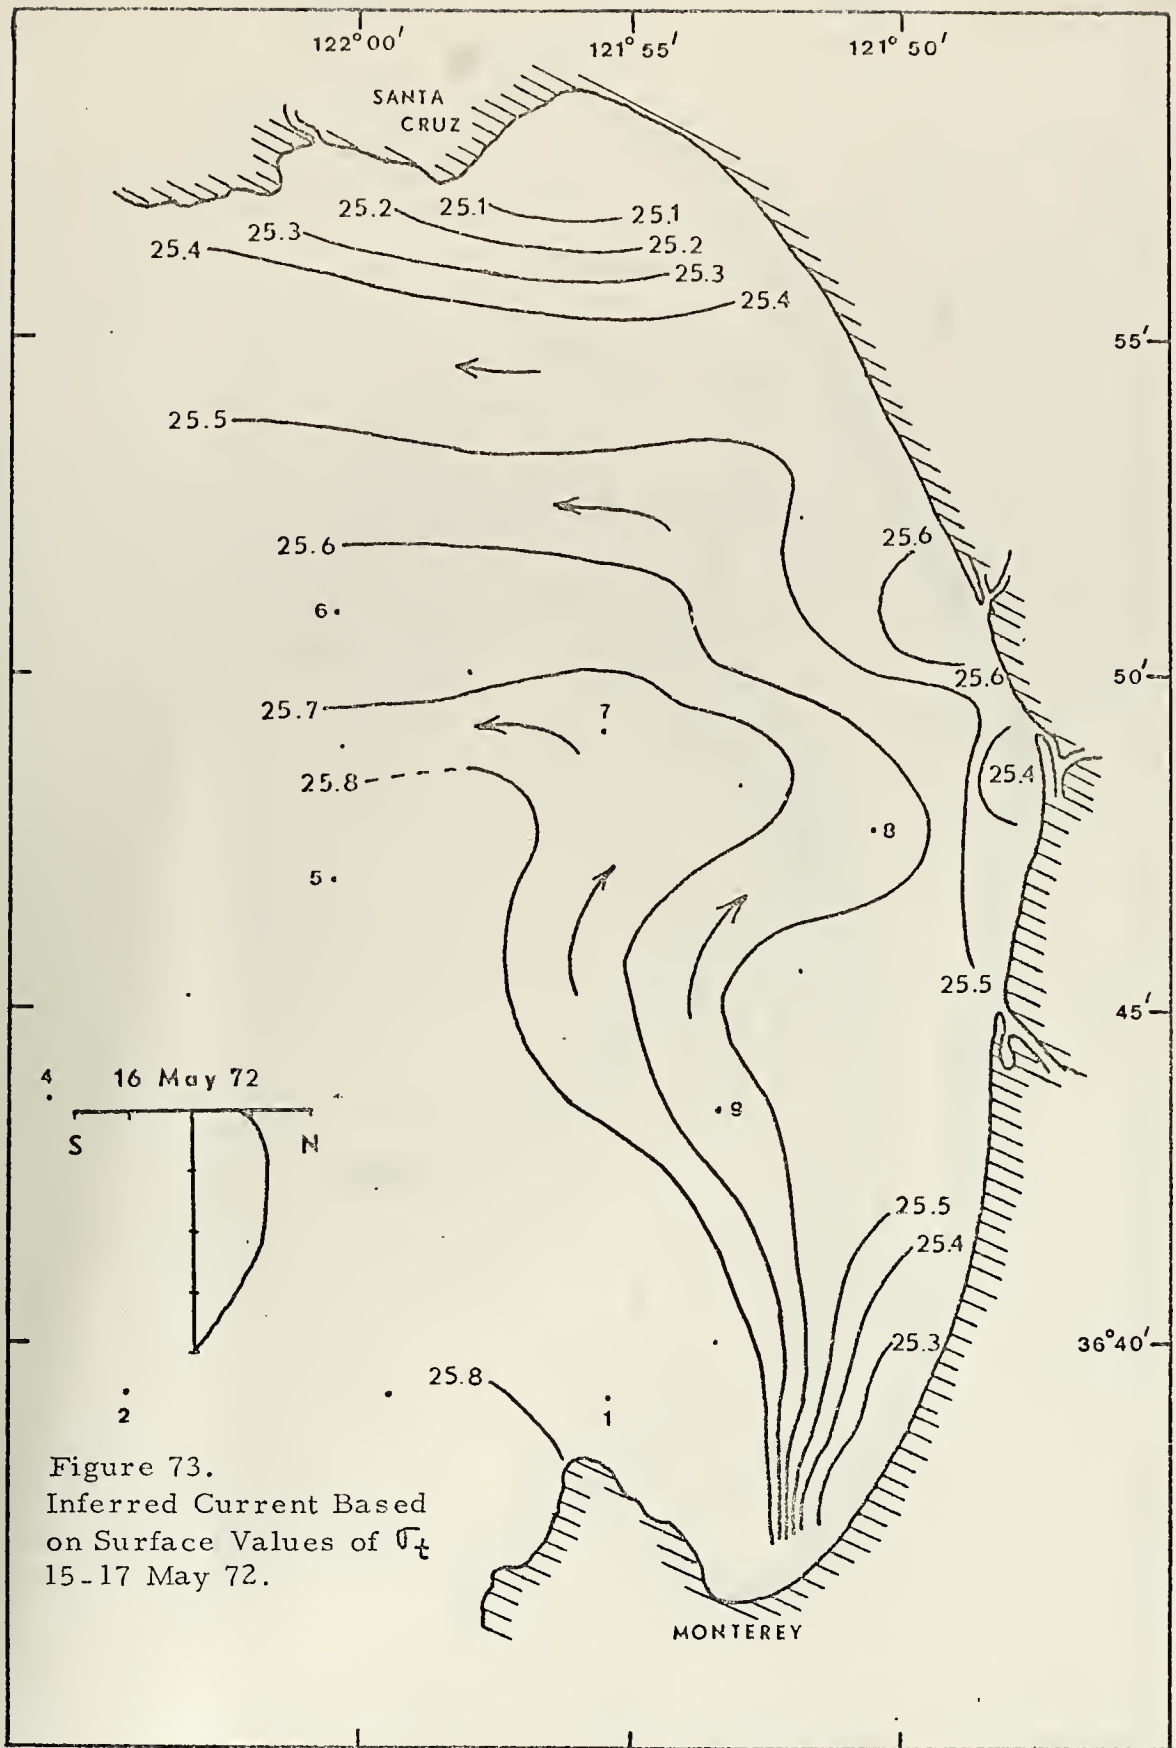 122°00′ 121°55′ 121°50′
SANTA
CRUZ
25.2 25.1 25.1
25.3 25.2
25.4 25.3
25.4
55′
25.5
25.6
25.6
6
25.6 50′
25.7 7
25.8 25.4
8
5
25.5
45′
4 16 May 72
S N
9
25.5
25.4
25.3 36°40′
25.8
2 1
Figure 73.
Inferred Current Based
on Surface Values of σt
15-17 May 72.
MONTEREY